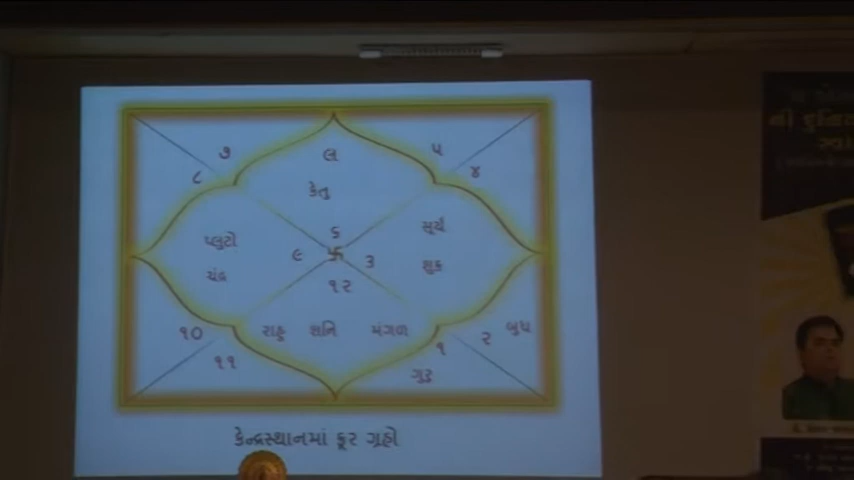 ૭
૫
લ
૮
૪
કેતુ
૬
સૂર્ય
પ્લુટો
૯
૩
શુક્ર
ચંદ્ર
૧૨
૧૦
રાહુ
શનિ
મંગળ
૧
૨
બુધ
૧૧
ગુરુ
કેન્દ્રસ્થાનમાં ક્રૂર ગ્રહો